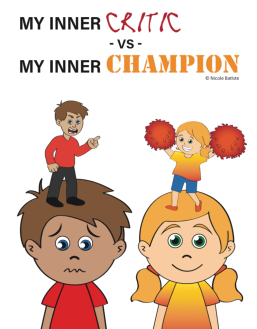 MY INNER CRITIC
- VS -
MY INNER CHAMPION
© Nicole Batiste